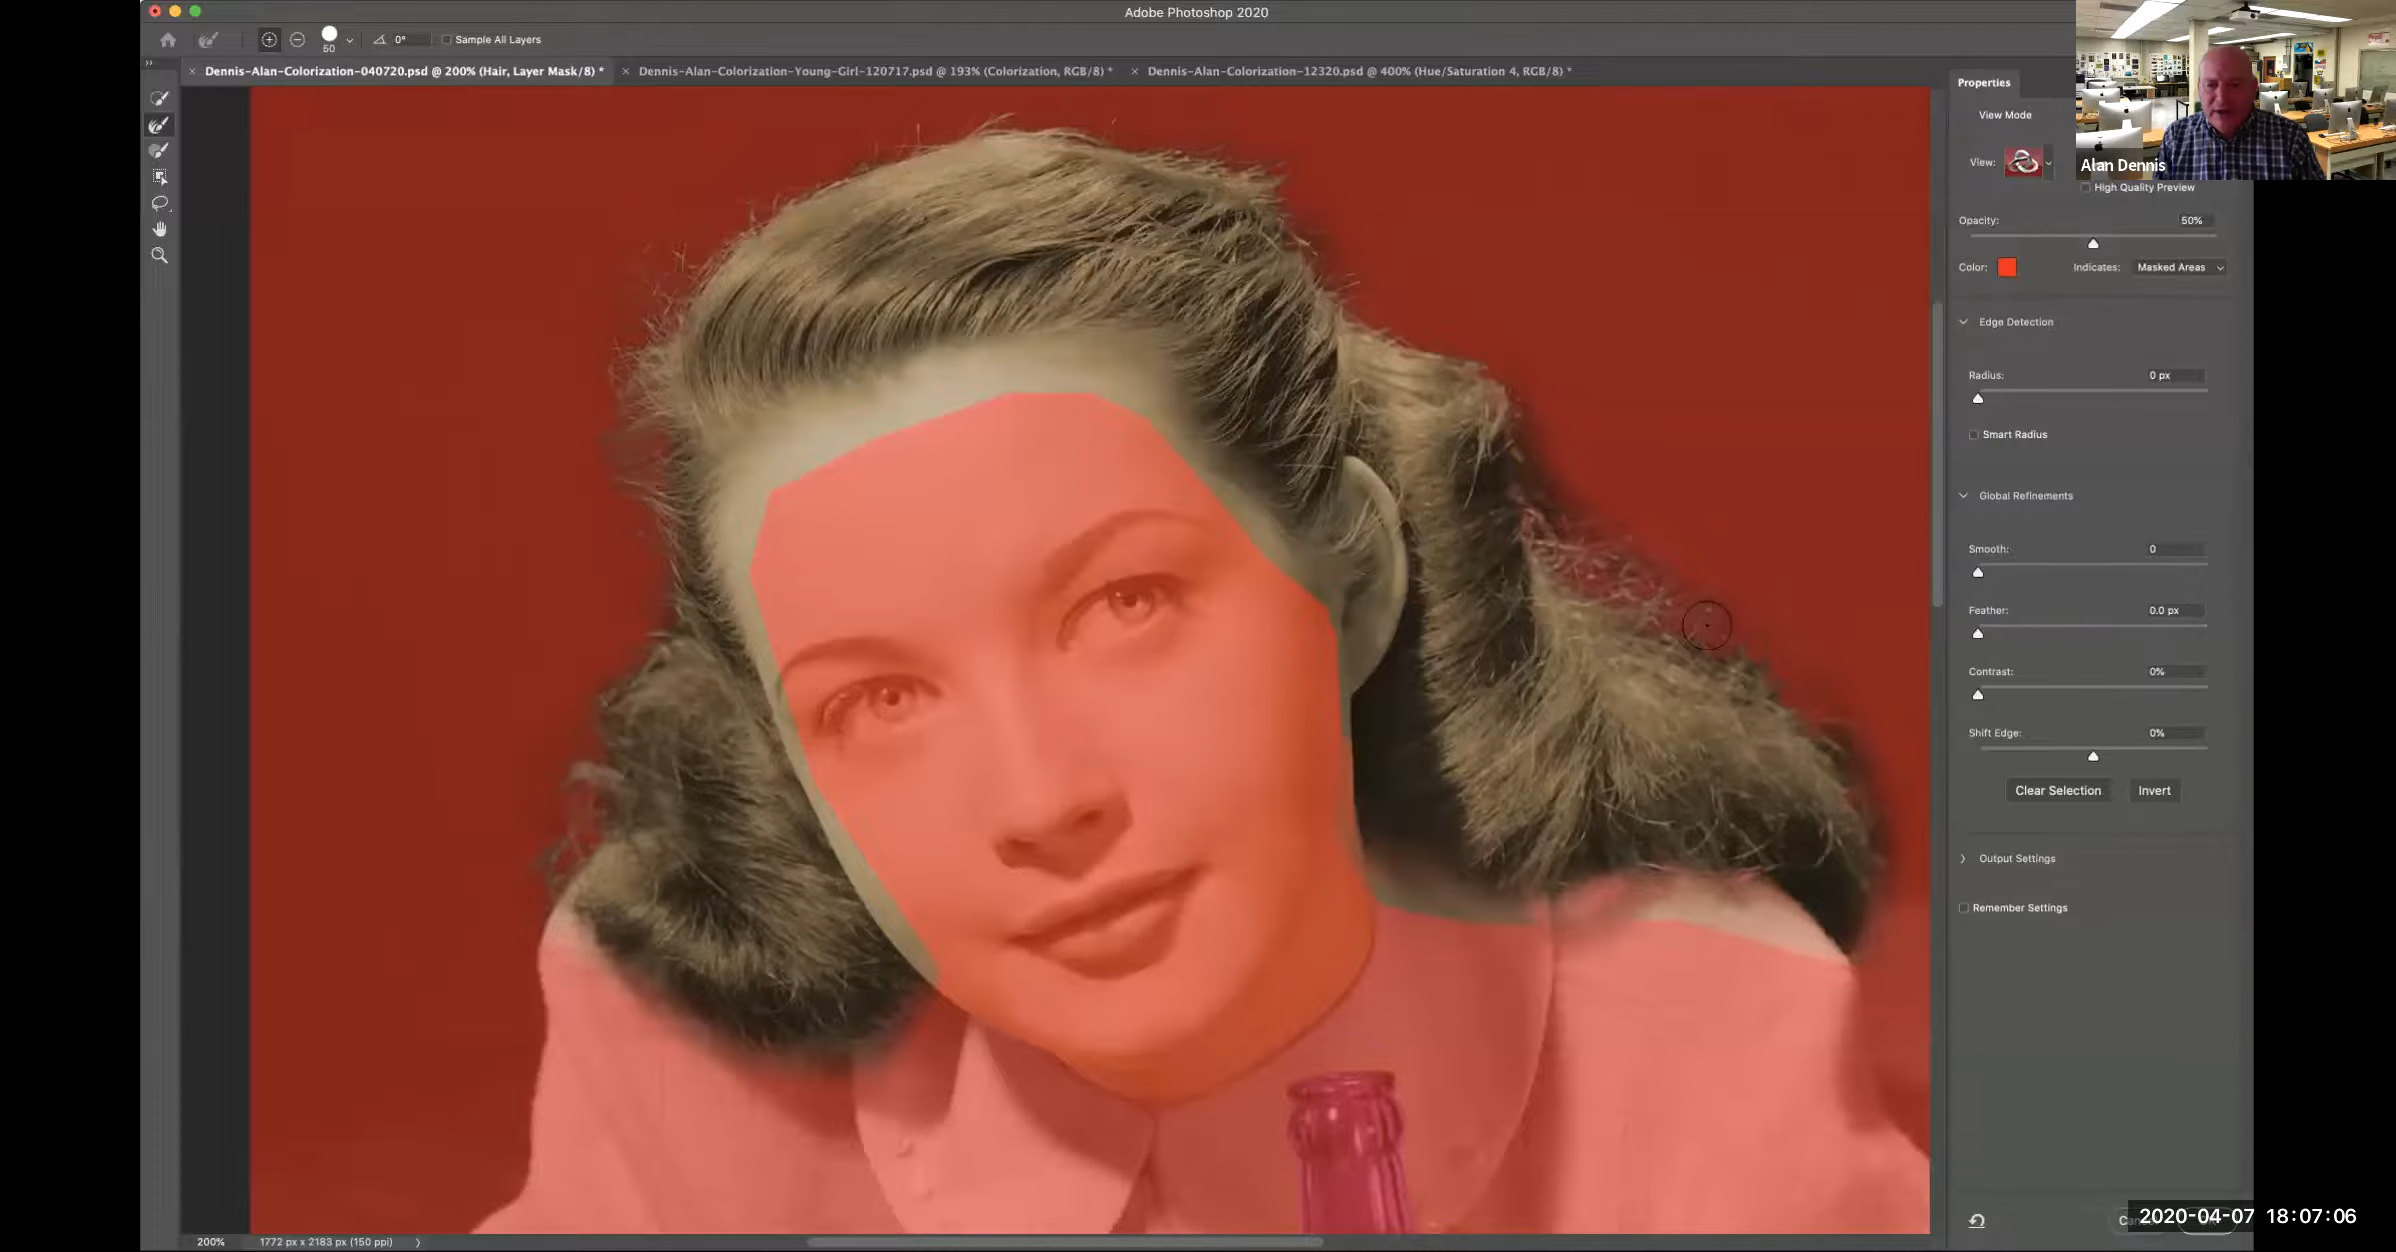 Adobe Photoshop 2020
50
0°
Sample All Layers
Dennis-Alan-Colorization-040720.psd @ 200% (Hair, Layer Mask/8) *
Dennis-Alan-Colorization-Young-Girl-120717.psd @ 193% (Colorization, RGB/8) *
Dennis-Alan-Colorization-12320.psd @ 400% (Hue/Saturation 4, RGB/8) *
Properties
View Mode
View:
Alan Dennis
High Quality Preview
Opacity: 50%
Color:
Indicates: Masked Areas
Edge Detection
Radius: 0 px
Smart Radius
Global Refinements
Smooth: 0
Feather: 0.0 px
Contrast: 0%
Shift Edge: 0%
Clear Selection
Invert
Output Settings
Remember Settings
2020-04-07 18:07:06
200%
1772 px x 2183 px (150 ppi)